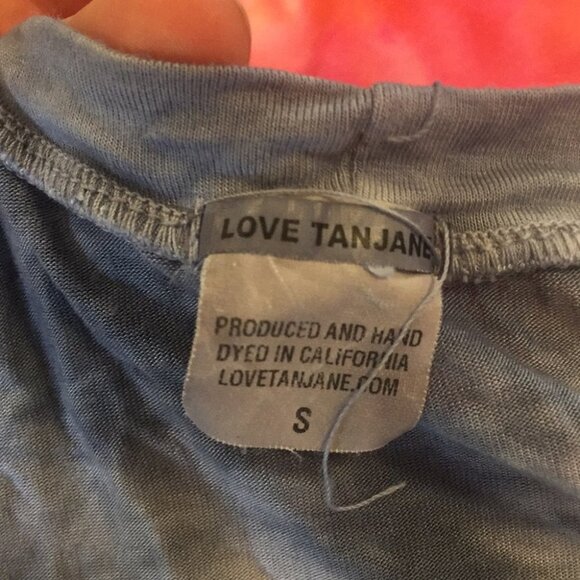 LOVE TANJANE
PRODUCED AND HAND
DYED IN CALIFORNIA
LOVETANJANE.COM
S